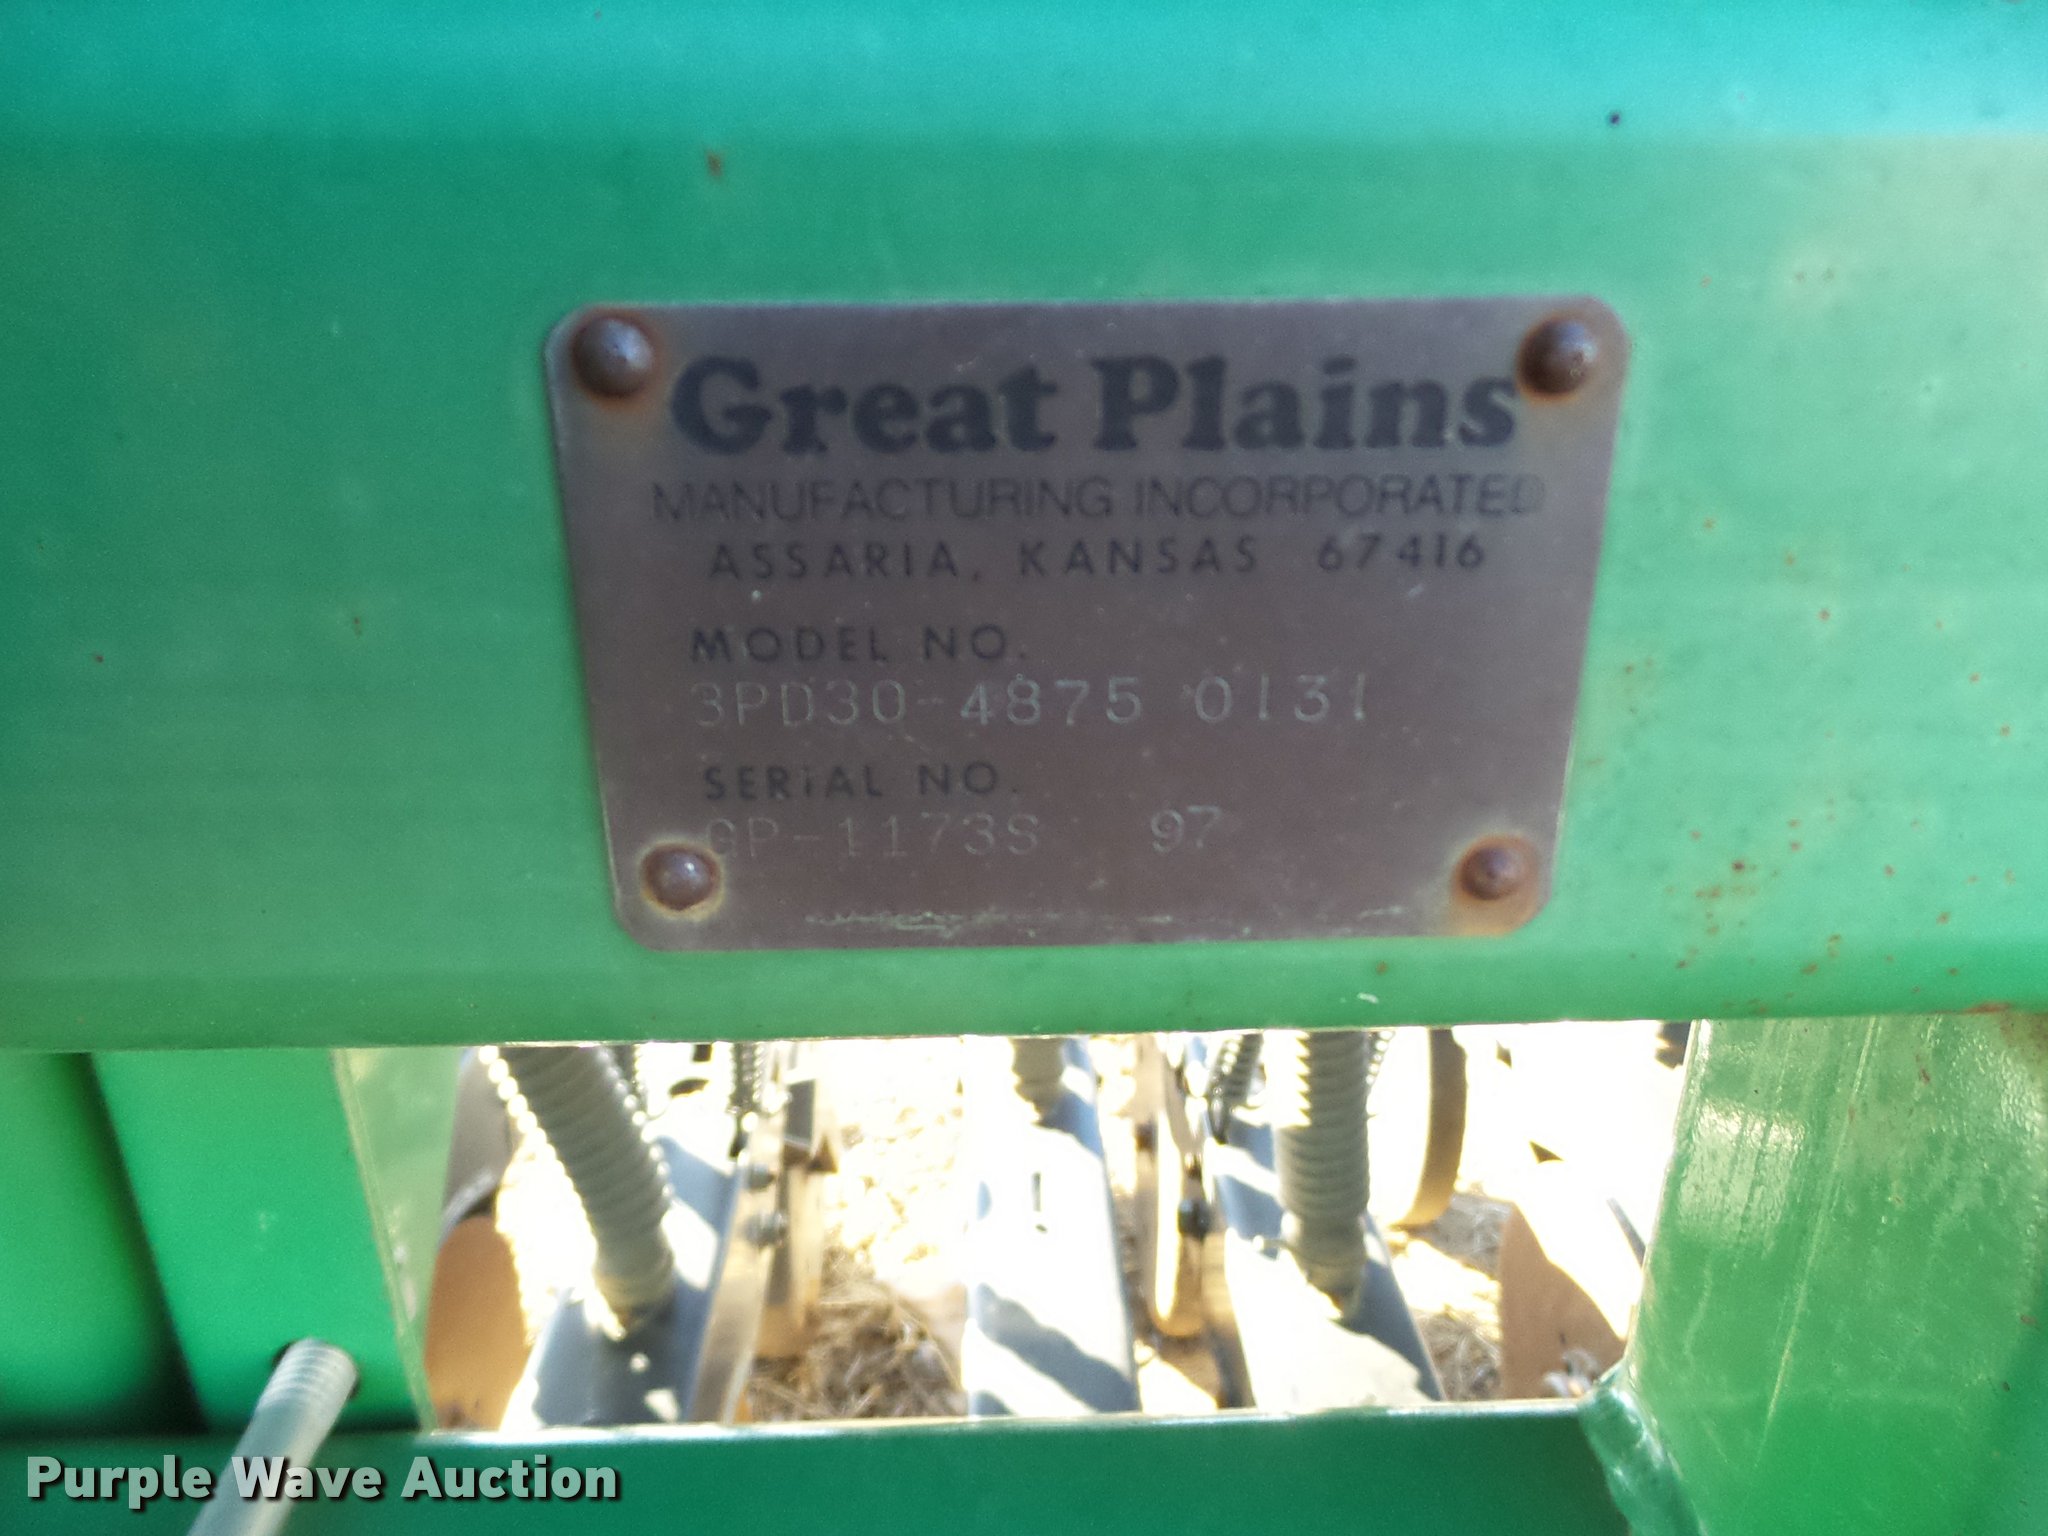 Great Plains
MANUFACTURING INCORPORATED
ASSARIA, KANSAS 67416
MODEL NO.
3PD30-4875 0131
SERIAL NO.
GP-1173S 97
Purple Wave Auction